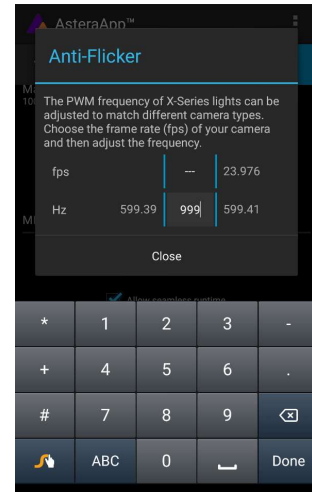 AsteraApp™
Anti-Flicker
The PWM frequency of X-Series lights can be
adjusted to match different camera types.
Choose the frame rate (fps) of your camera
and then adjust the frequency.
fps --- 23.976
Hz 599.39 999 599.41
Close
Allow seamless runtime
* 1 2 3 -
+ 4 5 6 .
# 7 8 9
ABC 0 Done